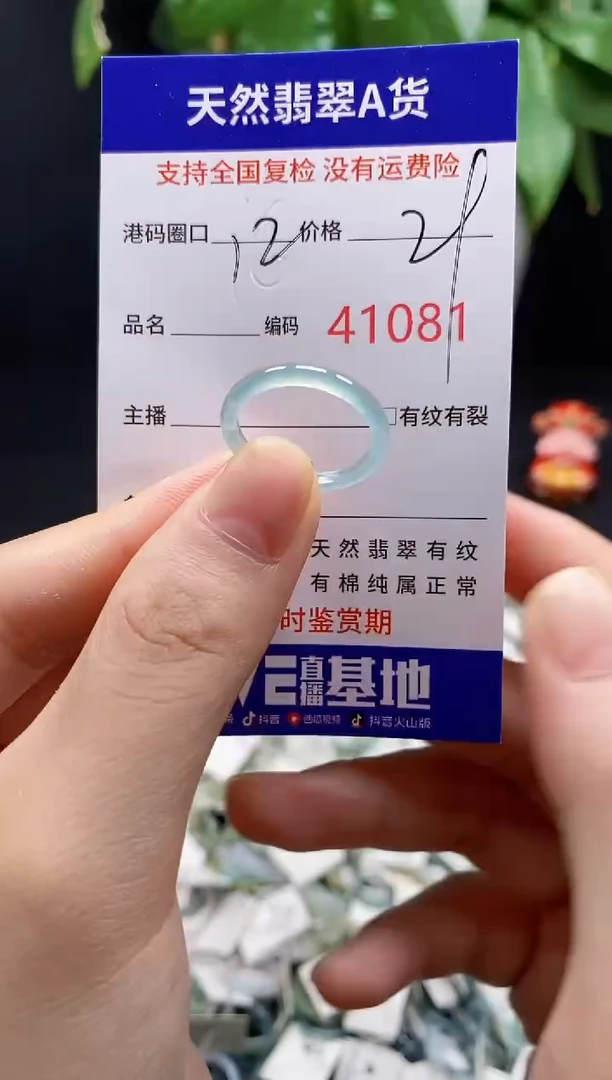 天然翡翠A货
支持全国复检 没有运费险
港码圈口 12 价格
品名 编码 41081
主播 有纹有裂
天然翡翠有纹
有棉纯属正常
时鉴赏期
直播基地
抖音 西瓜视频 抖音火山版